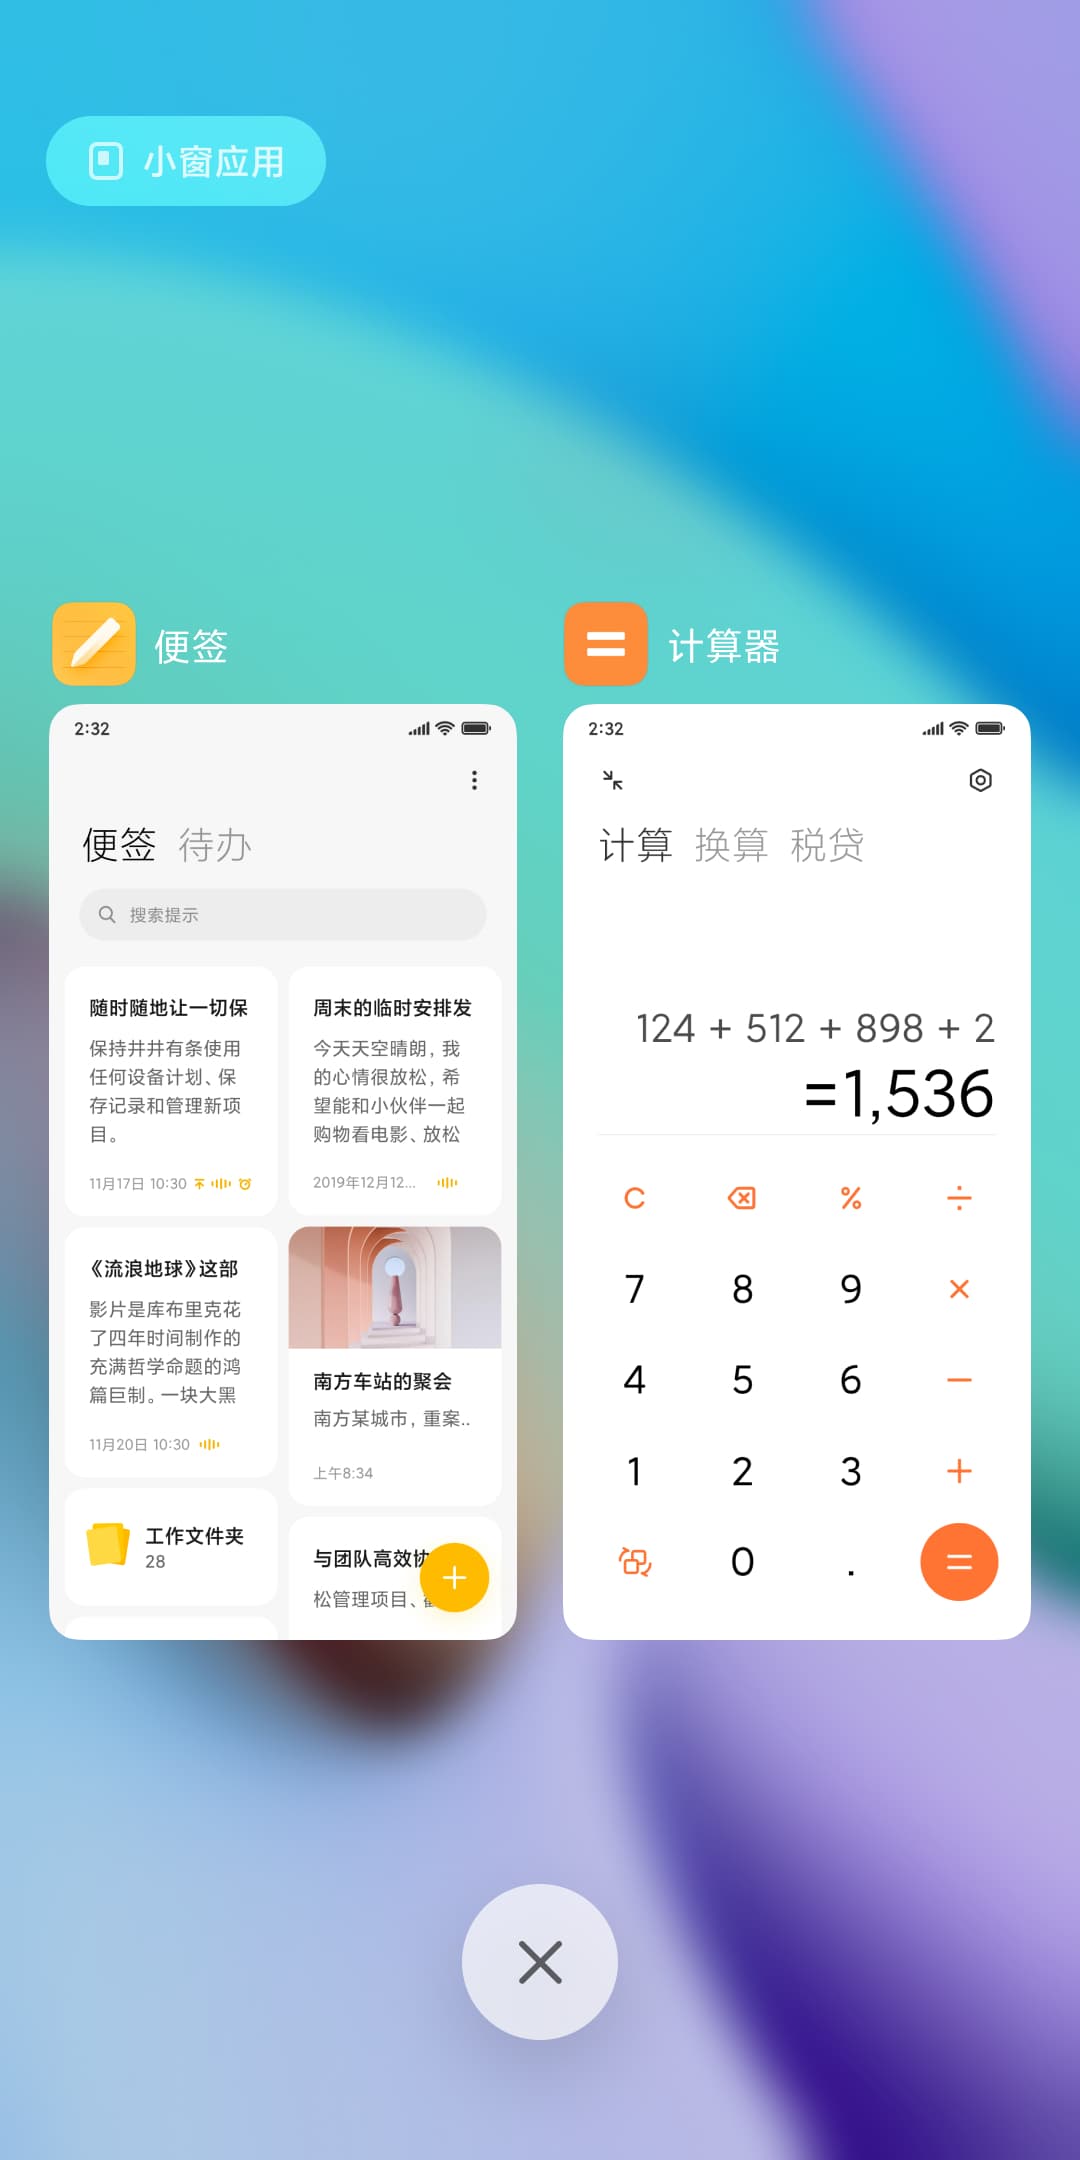 小窗应用
便签
2:32
便签 待办
搜索提示
随时随地让一切保
保持井井有条使用
任何设备计划、保
存记录和管理新项
目。
11月17日 10:30
周末的临时安排发
今天天空晴朗，我
的心情很放松，希
望能和小伙伴一起
购物看电影、放松
2019年12月12...
《流浪地球》这部
影片是库布里克花
了四年时间制作的
充满哲学命题的鸿
篇巨制。一块大黑
11月20日 10:30
南方车站的聚会
南方某城市，重案..
上午8:34
工作文件夹
28
与团队高效协
松管理项目、
计算器
2:32
计算 换算 税贷
124 + 512 + 898 + 2
=1,536
C % ÷
7 8 9 ×
4 5 6 −
1 2 3 +
0 . =